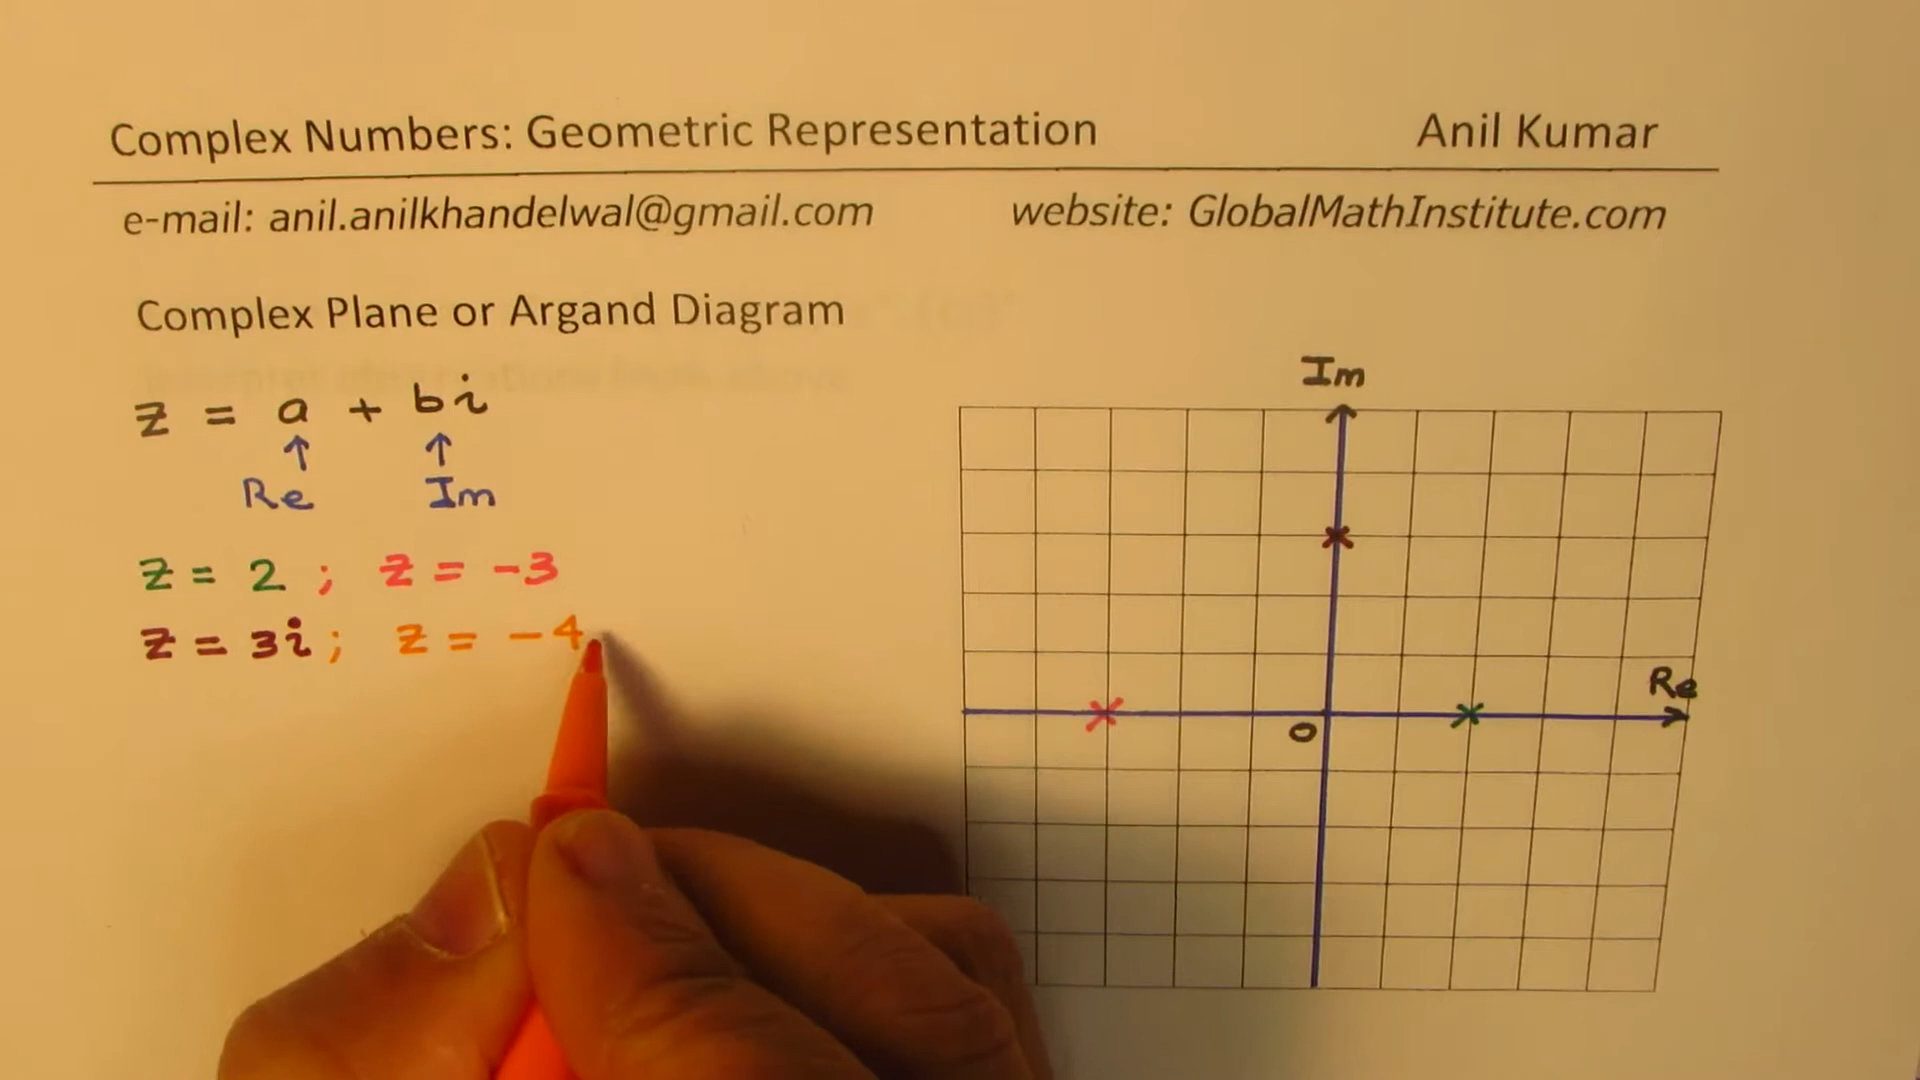 Complex Numbers: Geometric Representation Anil Kumar
e-mail: anil.anilkhandelwal@gmail.com website: GlobalMathInstitute.com
Complex Plane or Argand Diagram
z = a + bi
↑ ↑
Re Im
z = 2 ; z = -3
z = 3i ; z = -4
Im
Re
0